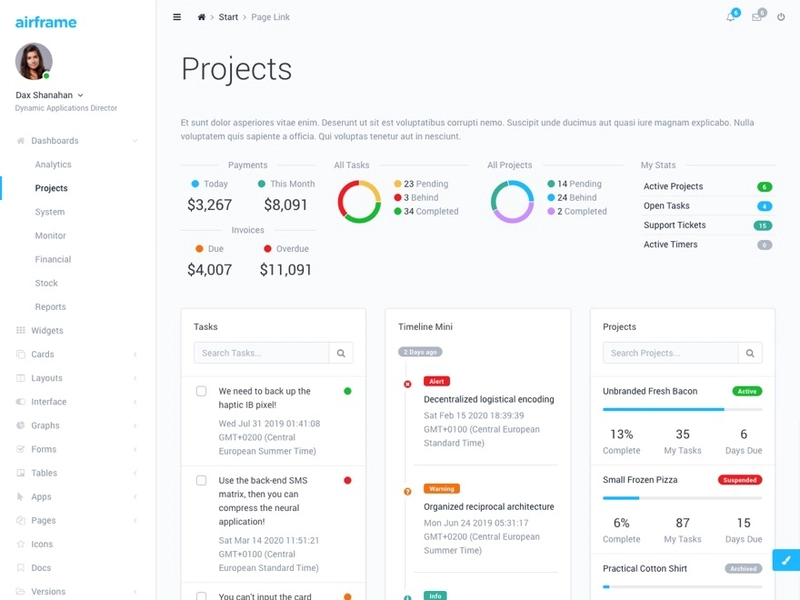 airframe
Start
Page Link
6
6
Dax Shanahan
Dynamic Applications Director
Dashboards
Analytics
Projects
System
Monitor
Financial
Stock
Reports
Widgets
Cards
Layouts
Interface
Graphs
Forms
Tables
Apps
Pages
Icons
Docs
Versions
Projects
Et sunt dolor asperiores vitae enim. Deserunt ut sit est voluptatibus corrupti nemo. Suscipit unde ducimus aut quasi iure magnam explicabo. Nulla
voluptatem quis sapiente a officia. Qui voluptas tenetur aut in nesciunt.
Payments
Today
This Month
$3,267
$8,091
Invoices
Due
Overdue
$4,007
$11,091
All Tasks
23 Pending
3 Behind
34 Completed
All Projects
14 Pending
24 Behind
2 Completed
My Stats
Active Projects 6
Open Tasks 4
Support Tickets 15
Active Timers 0
Tasks
Search Tasks...
We need to back up the
haptic IB pixel!
Wed Jul 31 2019 01:41:08
GMT+0200 (Central
European Summer Time)
Use the back-end SMS
matrix, then you can
compress the neural
application!
Sat Mar 14 2020 11:51:21
GMT+0100 (Central
European Standard Time)
You can't input the card
Timeline Mini
2 Days ago
Alert
Decentralized logistical encoding
Sat Feb 15 2020 18:39:39
GMT+0100 (Central European
Standard Time)
Warning
Organized reciprocal architecture
Mon Jun 24 2019 05:31:17
GMT+0200 (Central European
Summer Time)
Info
Projects
Search Projects...
Unbranded Fresh Bacon
Active
13%
35
6
Complete
My Tasks
Days Due
Small Frozen Pizza
Suspended
6%
87
15
Complete
My Tasks
Days Due
Practical Cotton Shirt
Archived